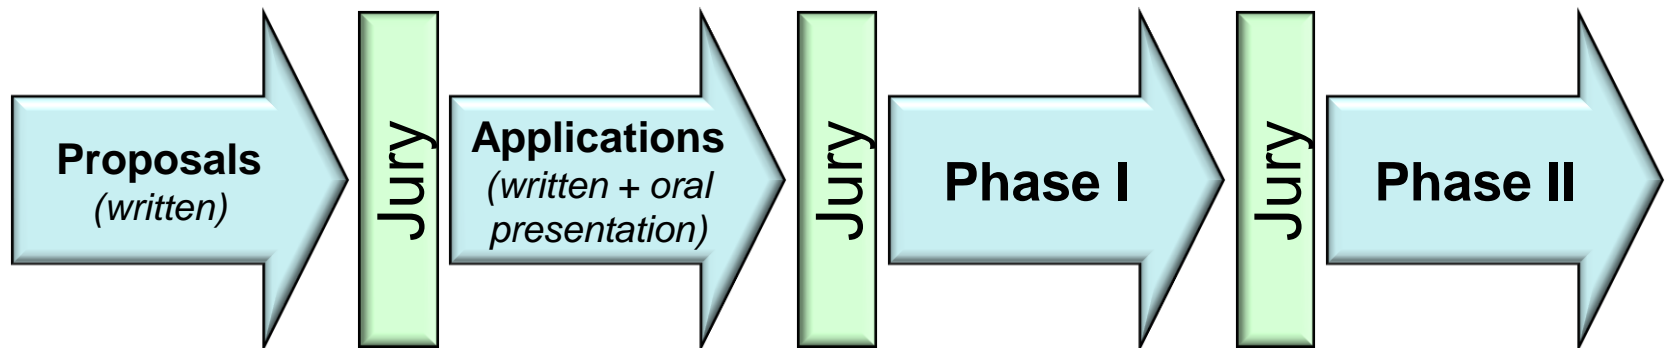 Proposals
(written)
Jury
Applications
(written + oral
presentation)
Jury
Phase I
Jury
Phase II